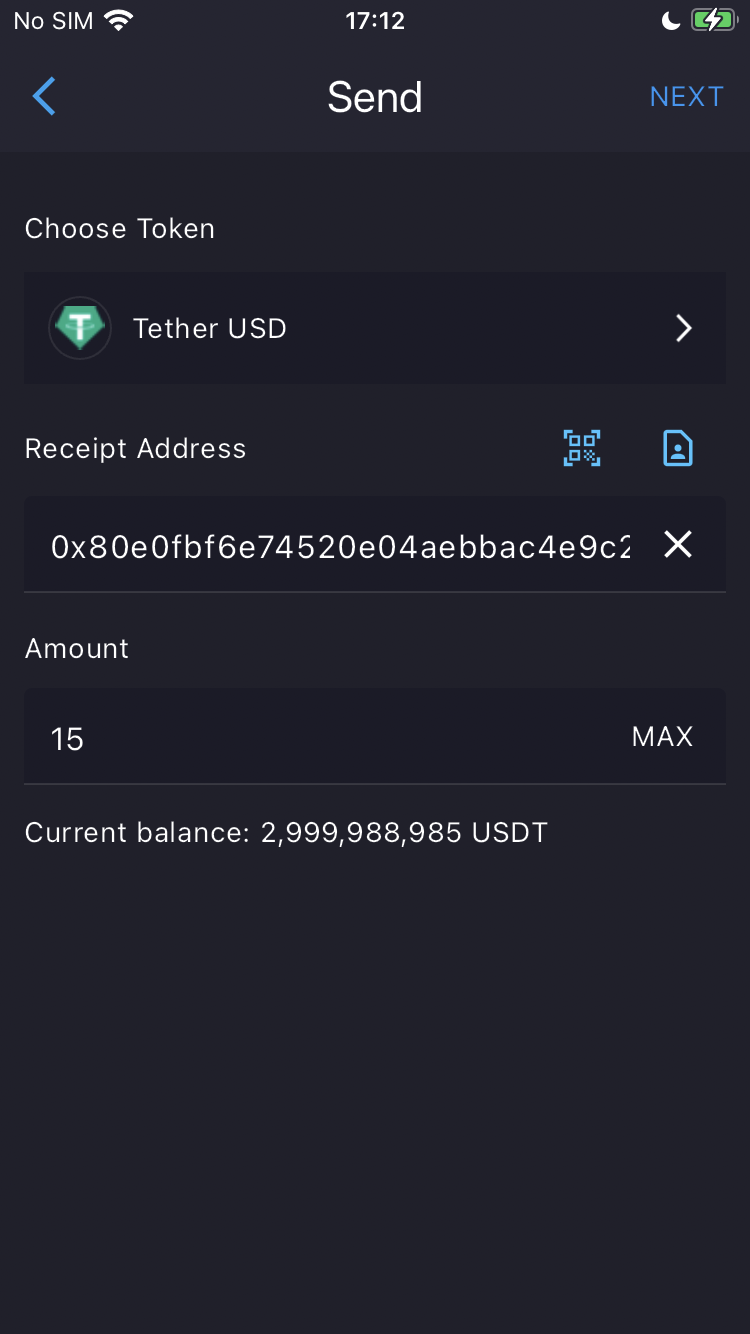 No SIM 17:12
Send NEXT
Choose Token
Tether USD
Receipt Address
0x80e0fbf6e74520e04aebbac4e9c2
Amount
15 MAX
Current balance: 2,999,988,985 USDT